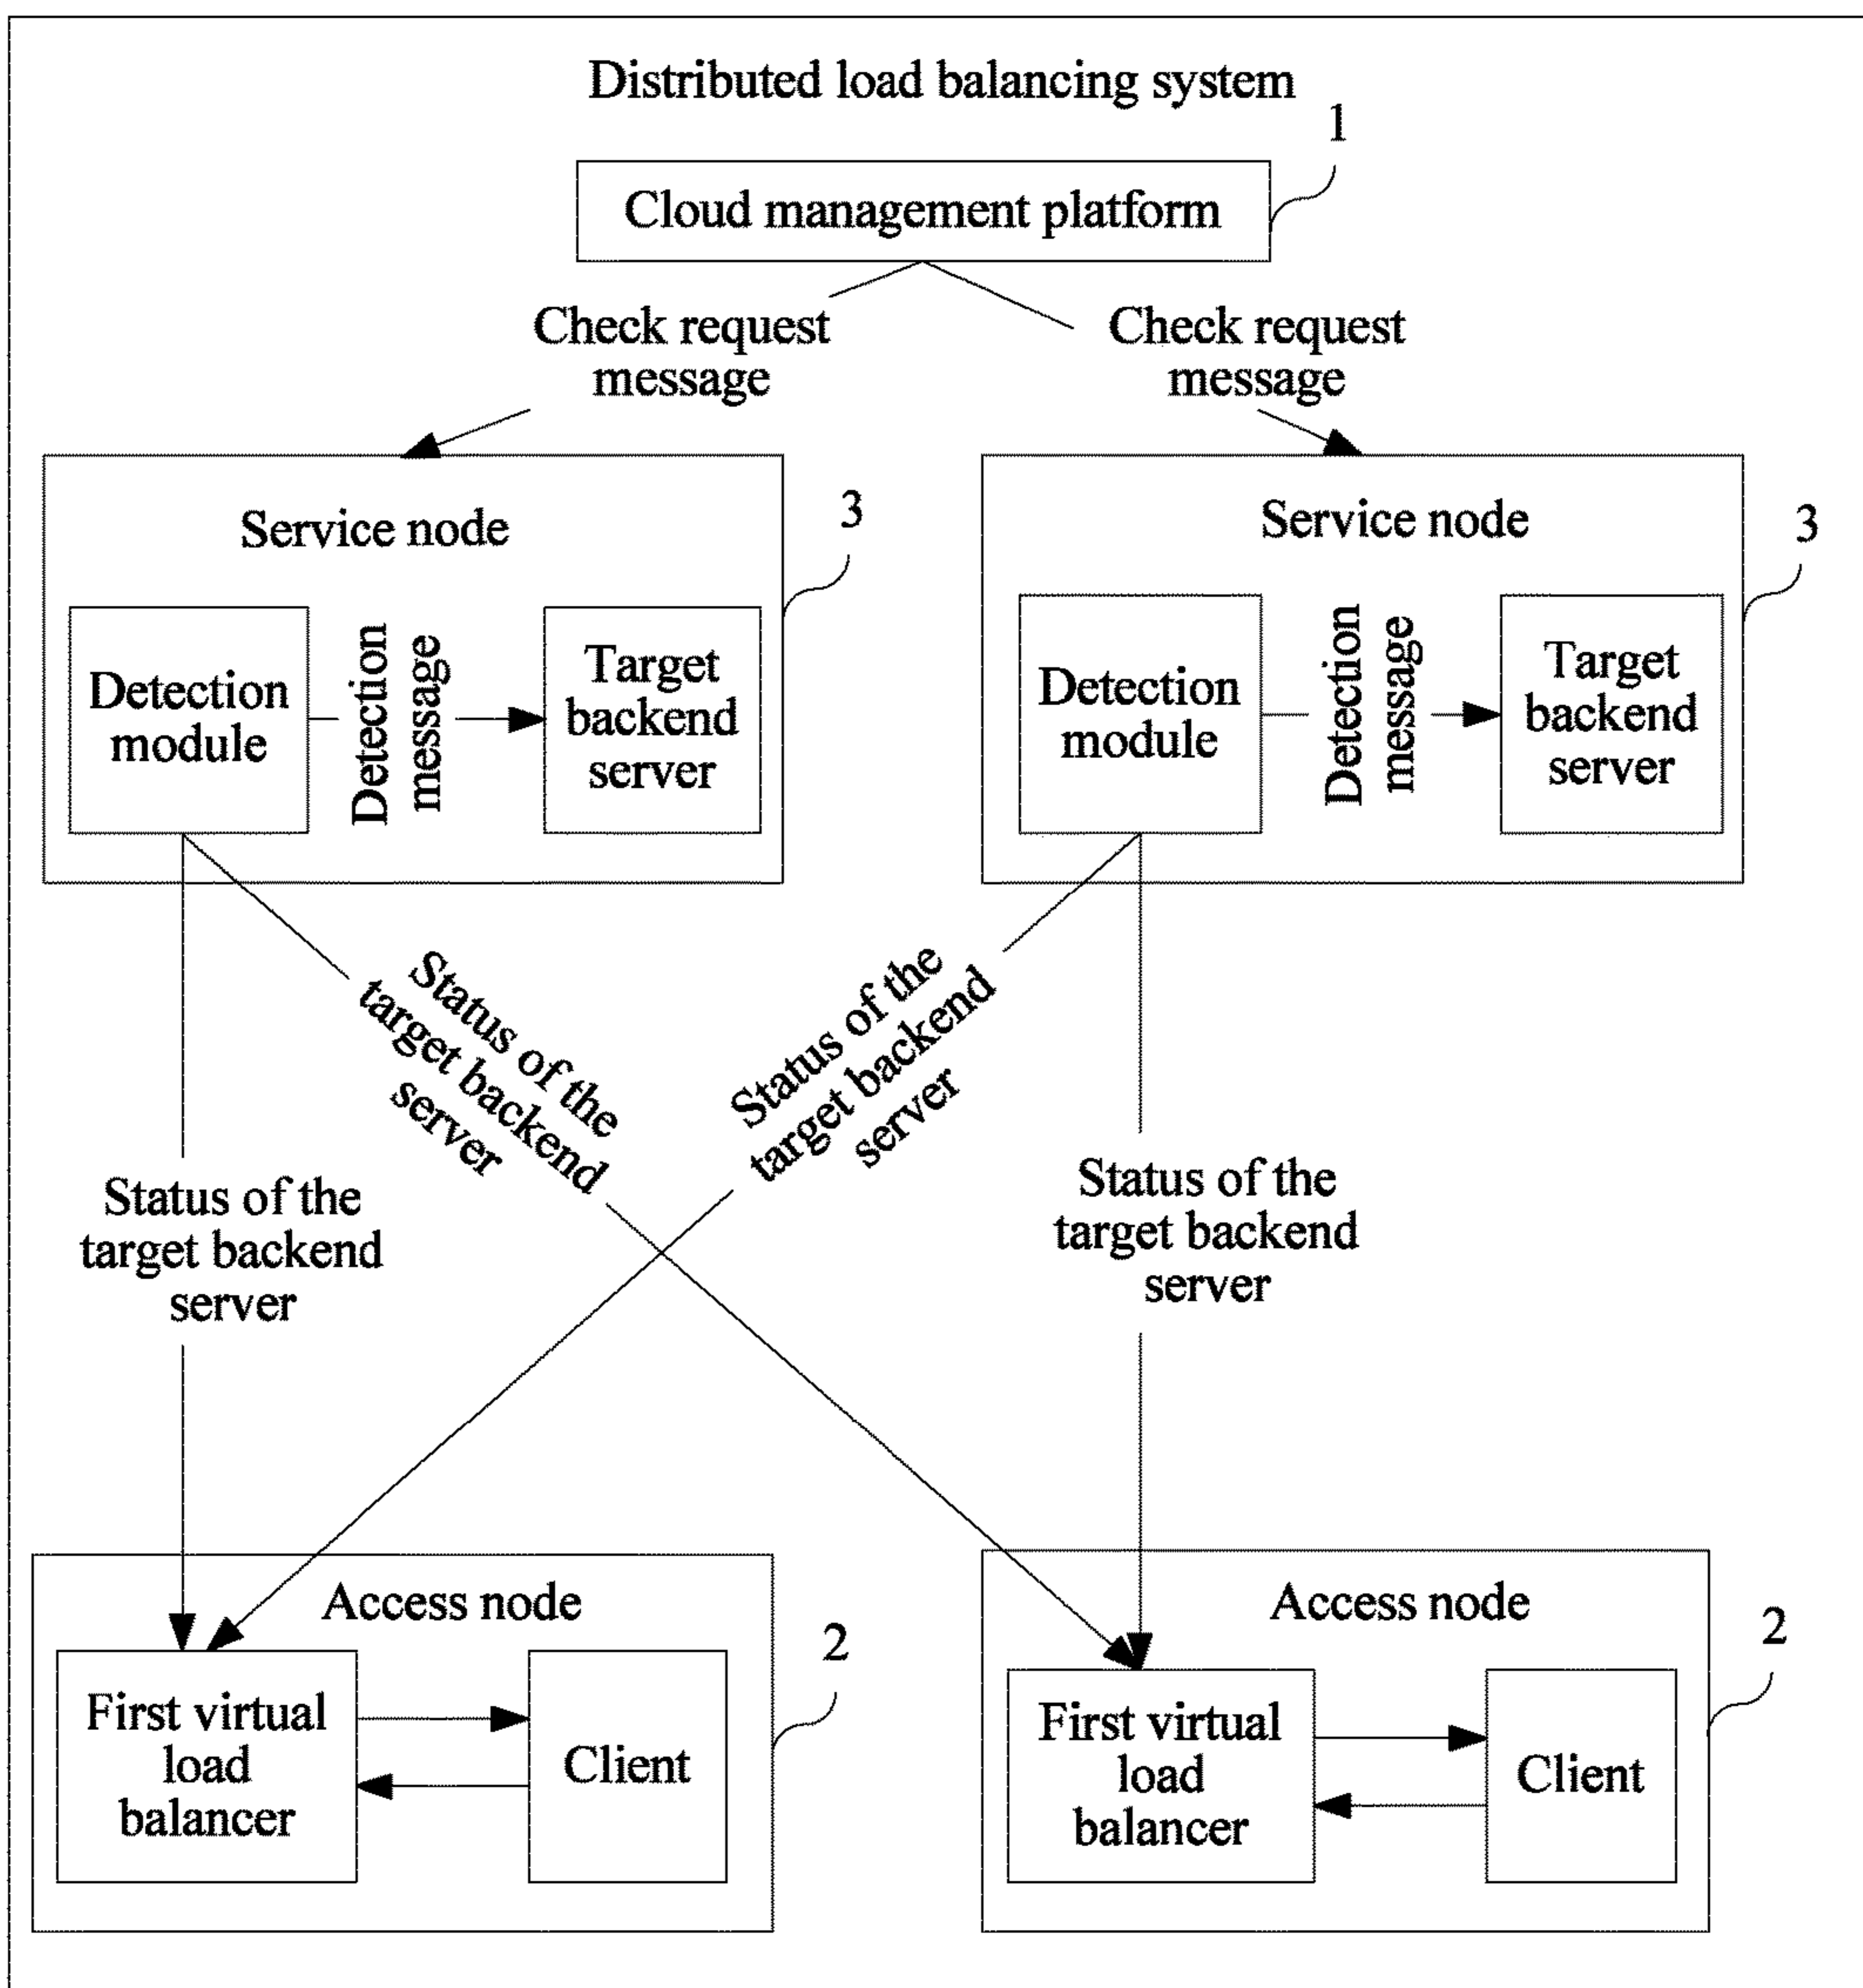 Distributed load balancing system
1
Cloud management platform
Check request
message
Check request
message
Service node
3
Detection
module
Detection
message
Target
backend
server
Service node
3
Detection
module
Detection
message
Target
backend
server
Status of the
target backend
server
Status of the
target backend
server
Status of the
target backend
server
Status of the
target backend
server
Access node
2
First virtual
load
balancer
Client
Access node
2
First virtual
load
balancer
Client